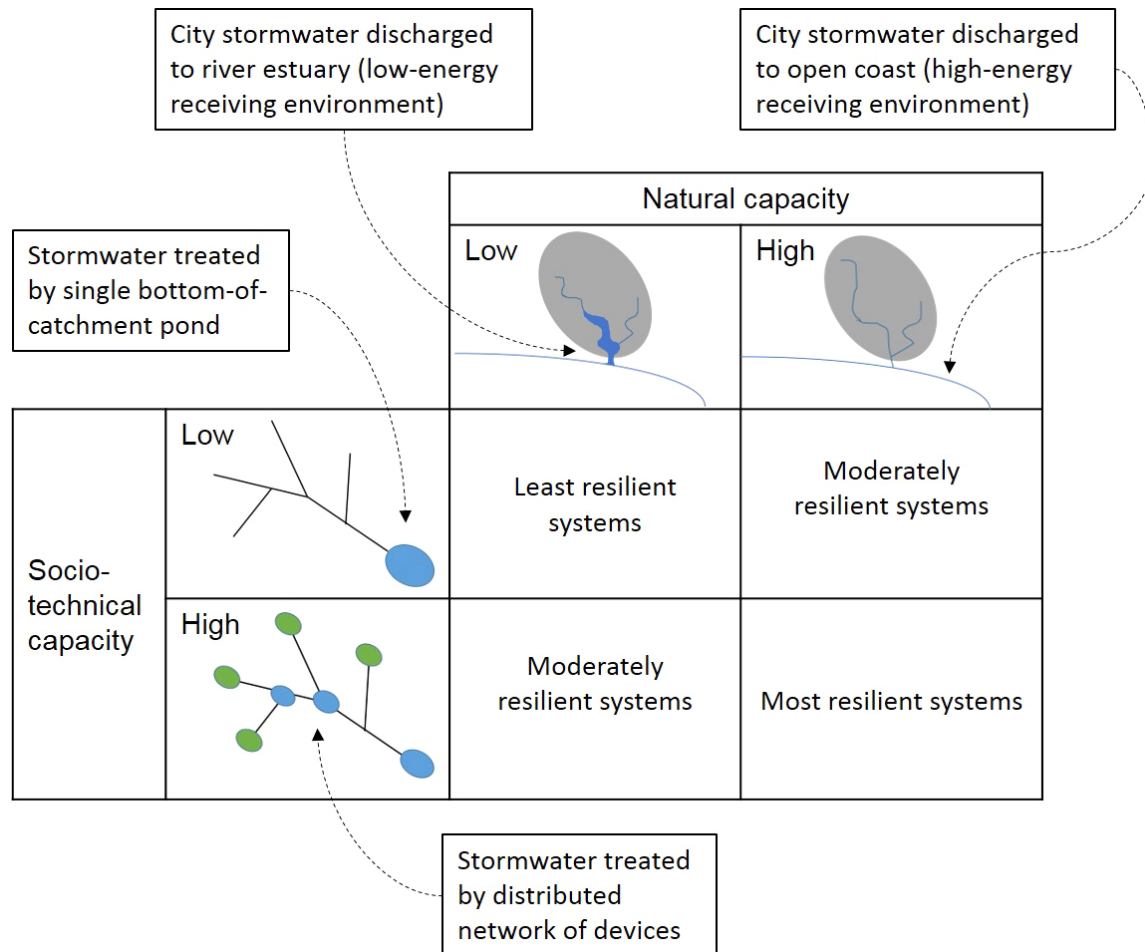 City stormwater discharged
to river estuary (low-energy
receiving environment)
City stormwater discharged
to open coast (high-energy
receiving environment)
Natural capacity
Low
High
Stormwater treated
by single bottom-of-
catchment pond
Socio-
technical
capacity
Low
Least resilient
systems
Moderately
resilient systems
High
Moderately
resilient systems
Most resilient systems
Stormwater treated
by distributed
network of devices